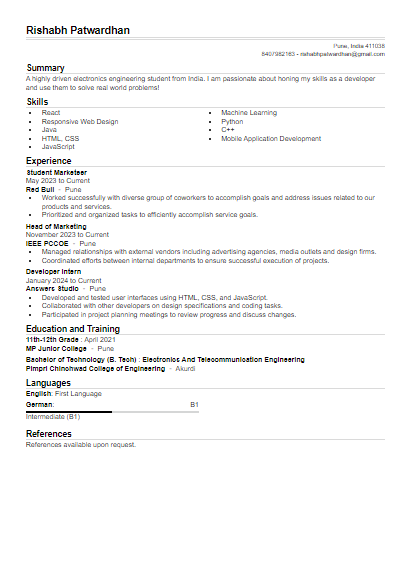 Rishabh Patwardhan
Pune, India 411038
8407982163 - rishabhpatwardhan@gmail.com
Summary
A highly driven electronics engineering student from India. I am passionate about honing my skills as a developer
and use them to solve real world problems!
Skills
React
Responsive Web Design
Java
HTML, CSS
JavaScript
Machine Learning
Python
C++
Mobile Application Development
Experience
Student Marketeer
May 2023 to Current
Red Bull - Pune
Worked successfully with diverse group of coworkers to accomplish goals and address issues related to our
products and services.
Prioritized and organized tasks to efficiently accomplish service goals.
Head of Marketing
November 2023 to Current
IEEE PCCOE - Pune
Managed relationships with external vendors including advertising agencies, media outlets and design firms.
Coordinated efforts between internal departments to ensure successful execution of projects.
Developer Intern
January 2024 to Current
Answers Studio - Pune
Developed and tested user interfaces using HTML, CSS, and JavaScript.
Collaborated with other developers on design specifications and coding tasks.
Participated in project planning meetings to review progress and discuss changes.
Education and Training
11th-12th Grade : April 2021
MP Junior College - Pune
Bachelor of Technology (B. Tech) : Electronics And Telecommunication Engineering
Pimpri Chinchwad College of Engineering - Akurdi
Languages
English: First Language
German: B1
Intermediate (B1)
References
References available upon request.